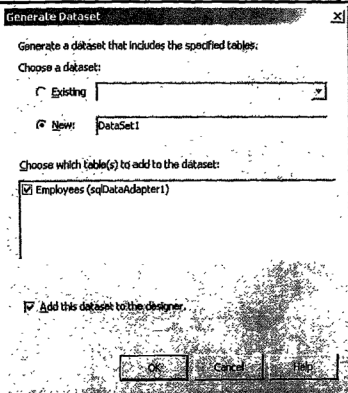 Generate Dataset
Generate a dataset that includes the specified tables.
Choose a dataset:
Existing
New: DataSet1
Choose which table(s) to add to the dataset:
Employees (sqlDataAdapter1)
Add this dataset to the designer.
OK Cancel Help